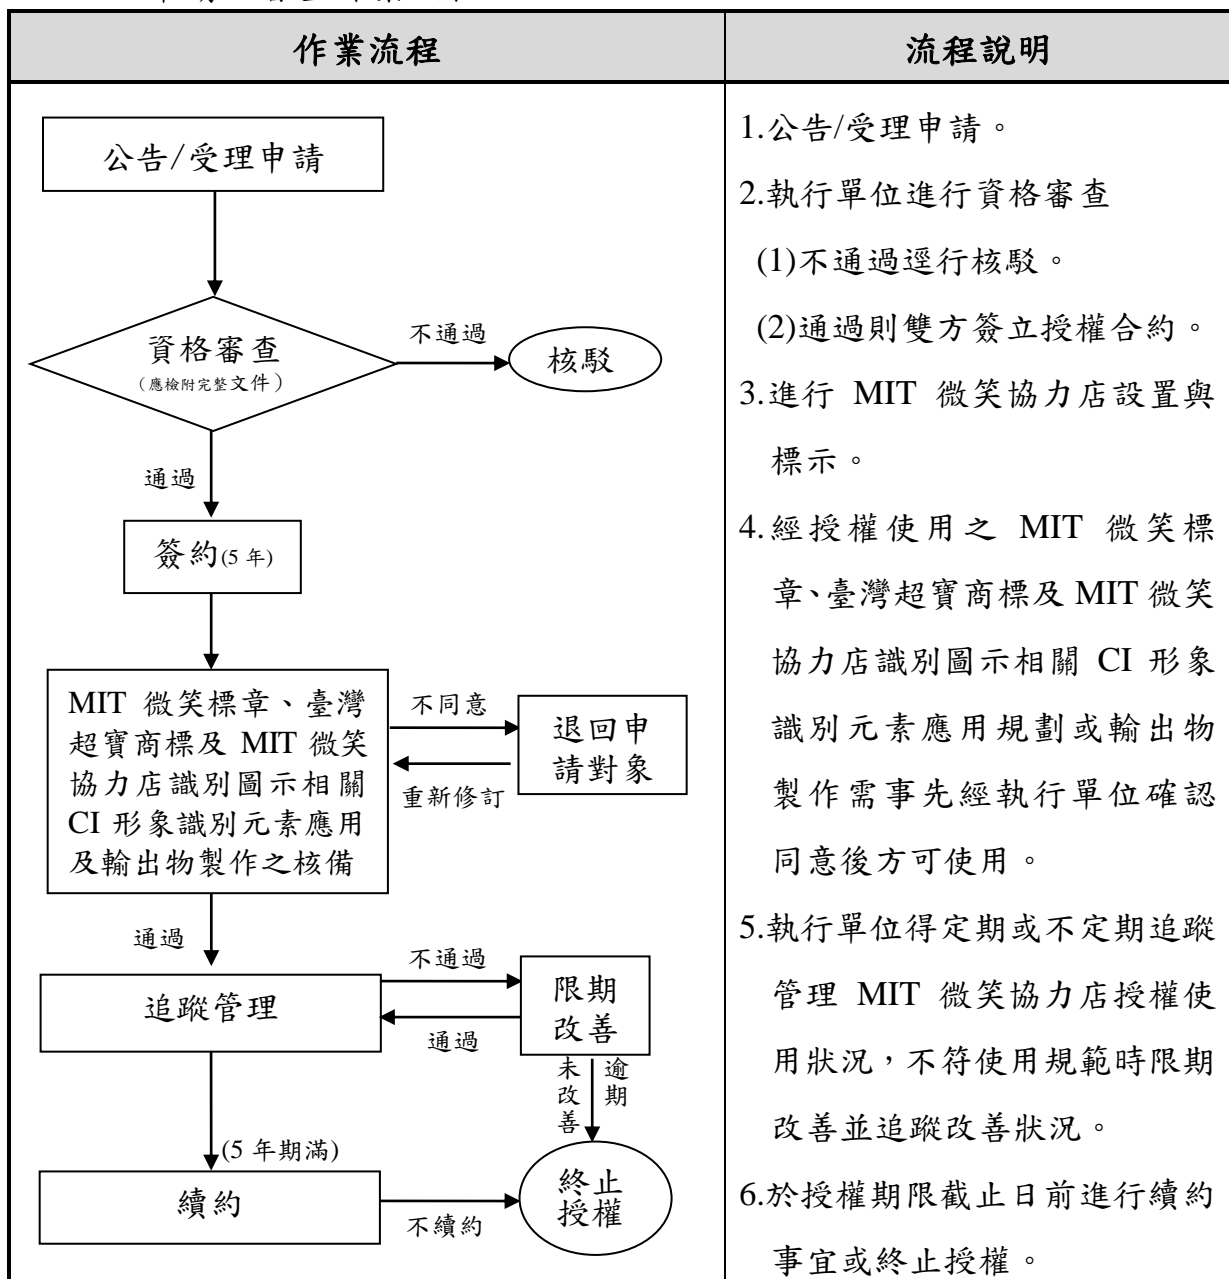 作業流程
流程說明
公告/受理申請
資格審查
（應檢附完整文件）
不通過
核駁
通過
簽約(5 年)
MIT 微笑標章、臺灣
超寶商標及 MIT 微笑
協力店識別圖示相關
CI 形象識別元素應用
及輸出物製作之核備
不同意
退回申
請對象
重新修訂
通過
追蹤管理
不通過
限期
改善
通過
未改善
逾期
(5 年期滿)
續約
不續約
終止
授權
1.公告/受理申請。
2.執行單位進行資格審查
(1)不通過逕行核駁。
(2)通過則雙方簽立授權合約。
3.進行 MIT 微笑協力店設置與
標示。
4.經授權使用之 MIT 微笑標
章、臺灣超寶商標及 MIT 微笑
協力店識別圖示相關 CI 形象
識別元素應用規劃或輸出物
製作需事先經執行單位確認
同意後方可使用。
5.執行單位得定期或不定期追蹤
管理 MIT 微笑協力店授權使
用狀況，不符使用規範時限期
改善並追蹤改善狀況。
6.於授權期限截止日前進行續約
事宜或終止授權。